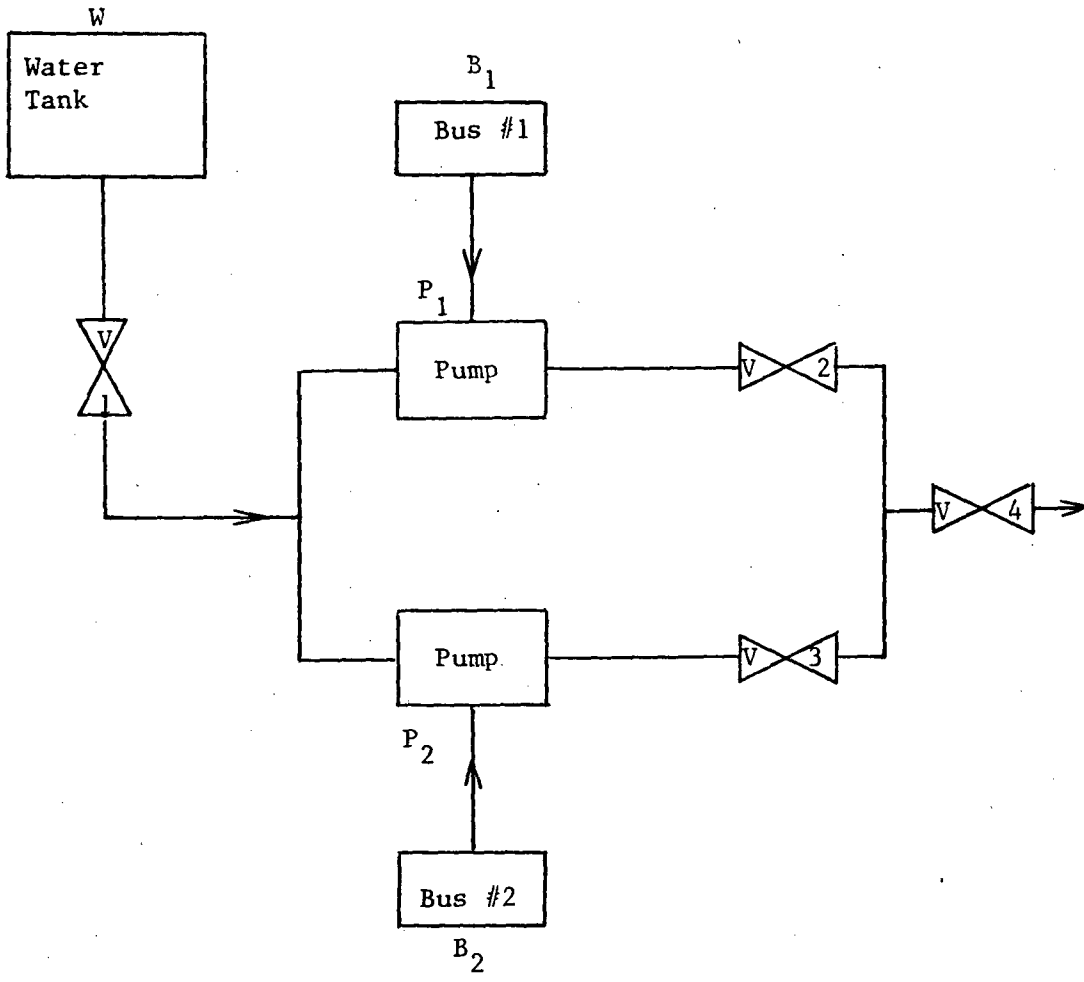 W
Water
Tank
B1
Bus #1
P1
V
1
Pump
V 2
V 4
Pump
V 3
P2
Bus #2
B2